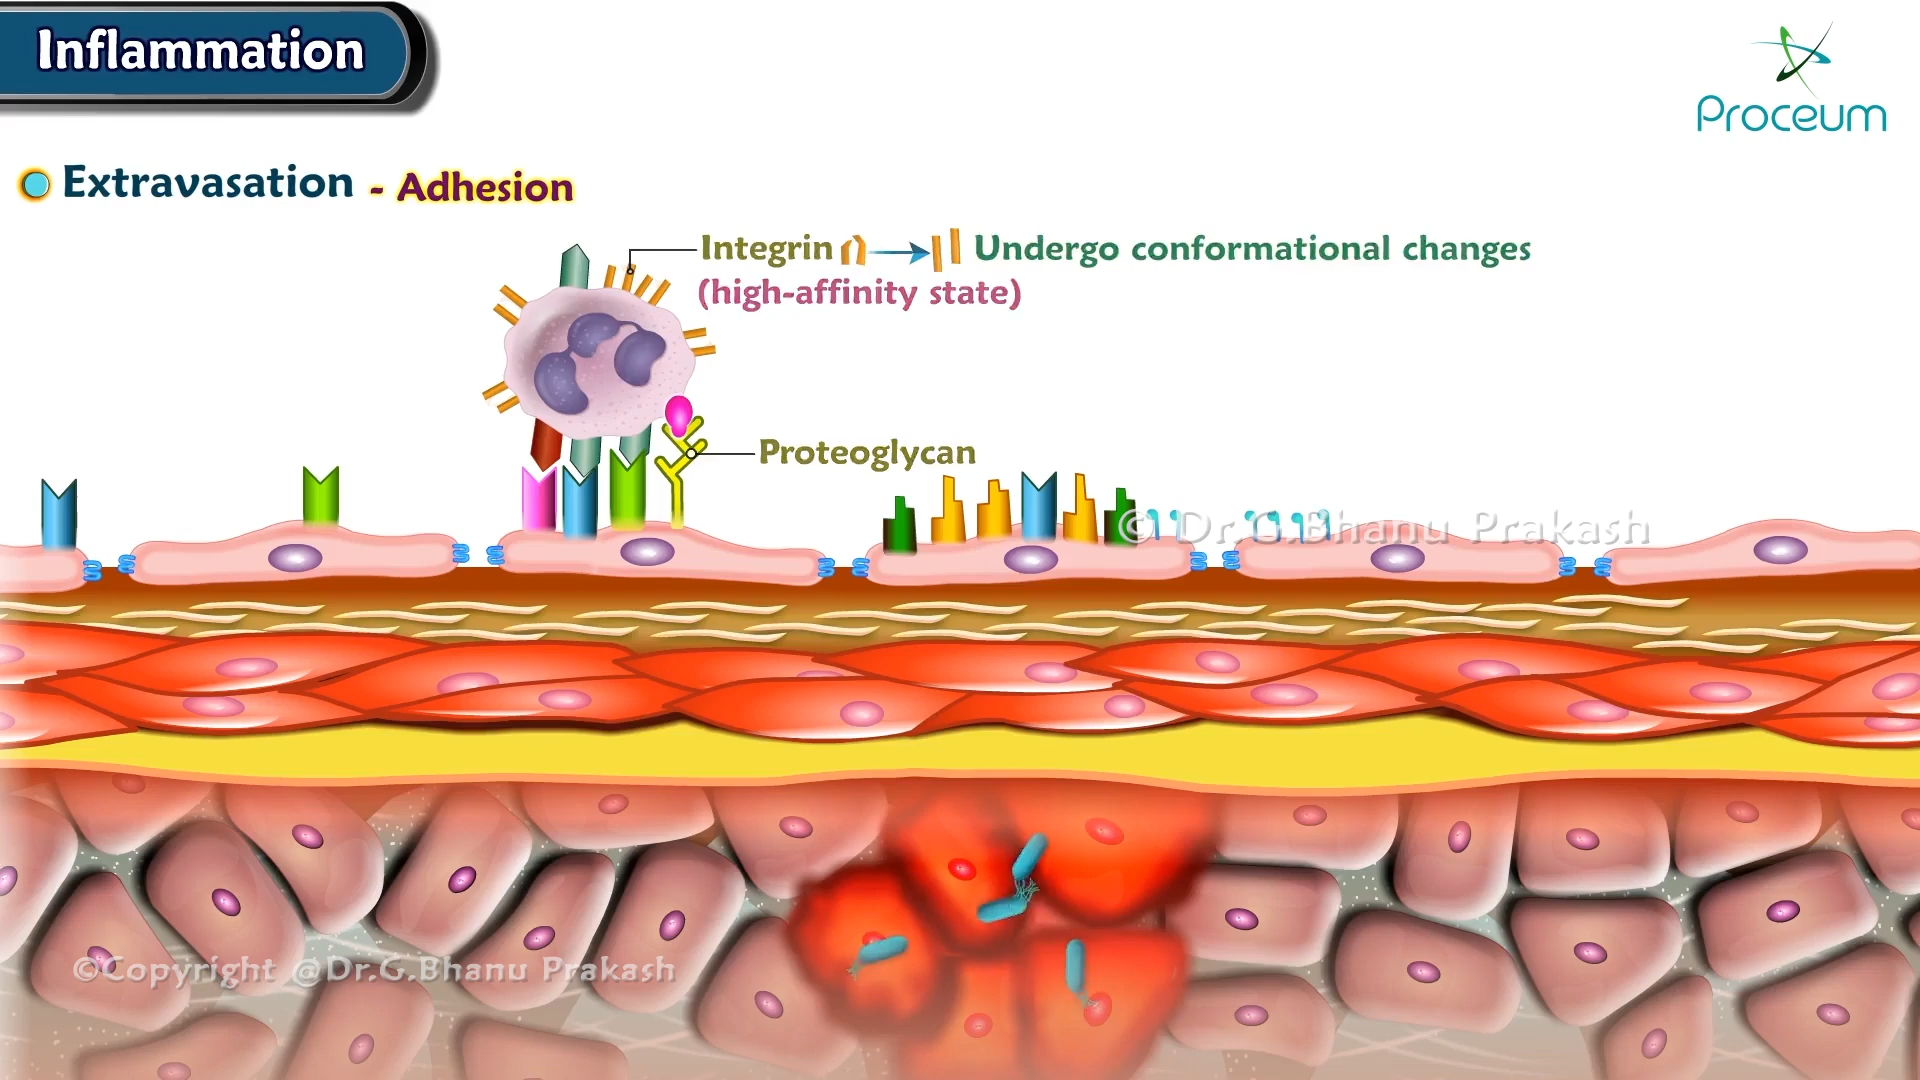 Inflammation
Proceum
Extravasation - Adhesion
Integrin Undergo conformational changes
(high-affinity state)
Proteoglycan
© Dr.G.Bhanu Prakash
©Copyright @Dr.G.Bhanu Prakash